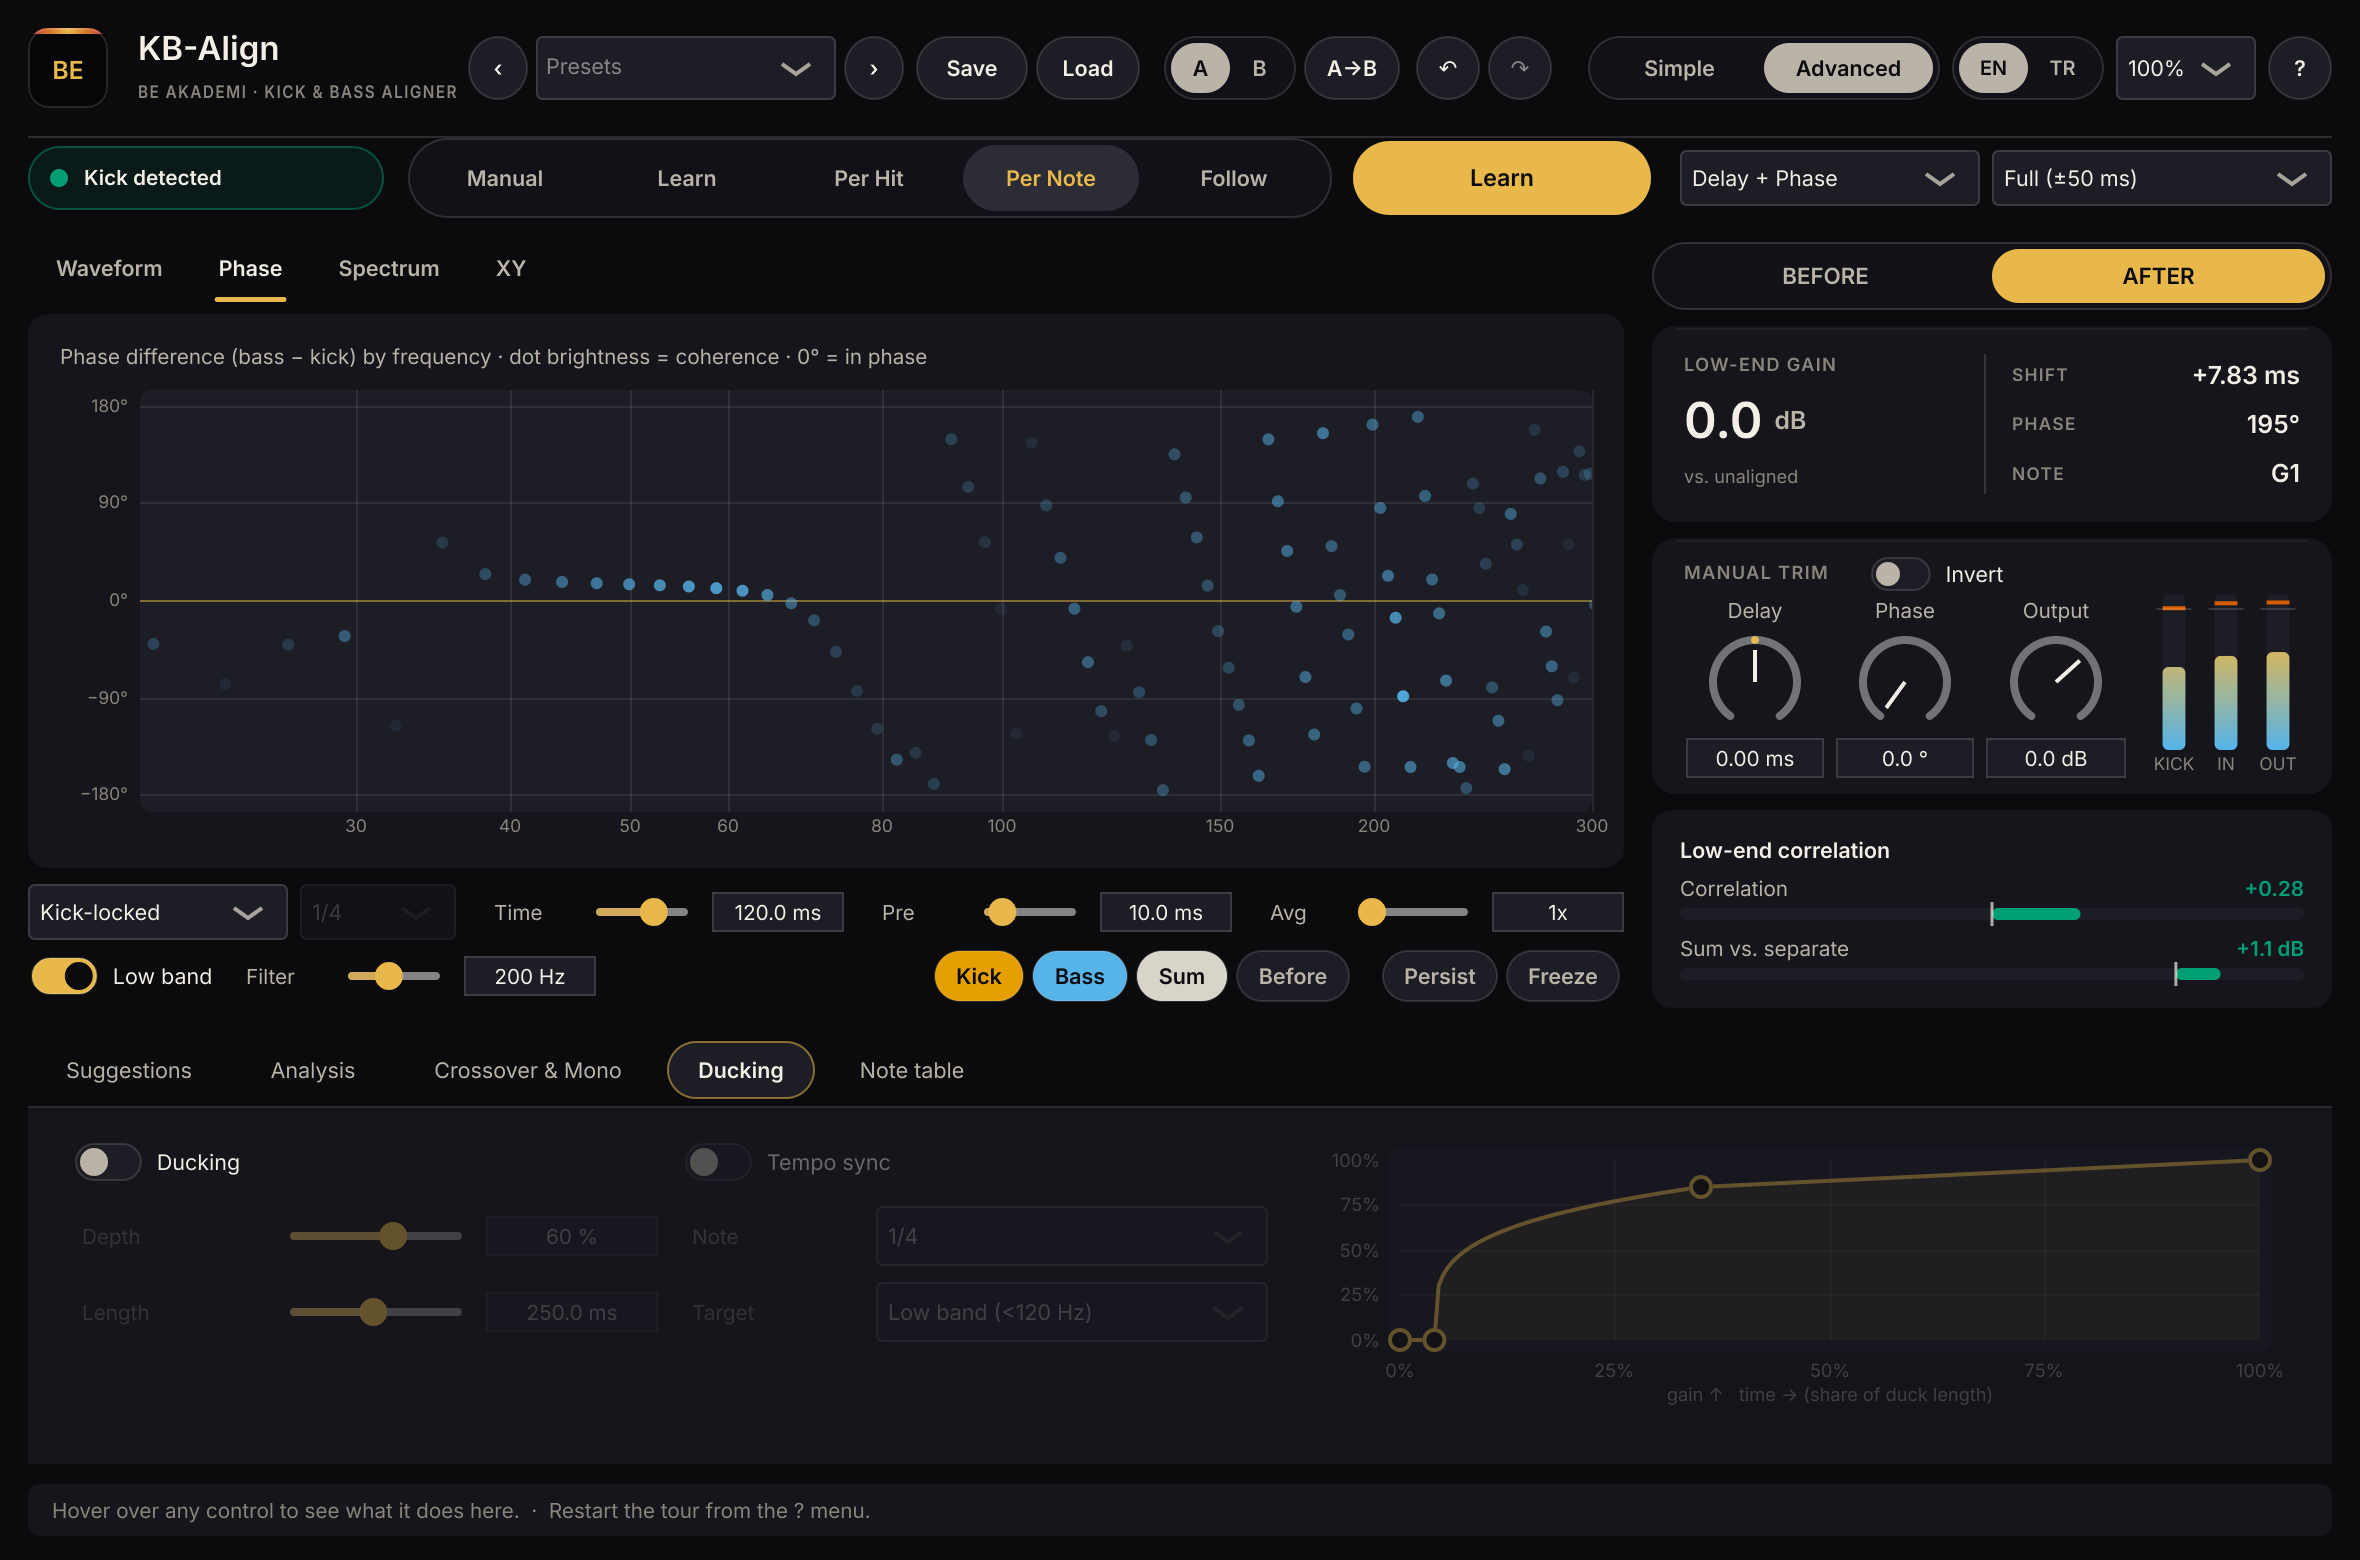 BE
KB-Align
BE AKADEMI · KICK & BASS ALIGNER
‹
Presets
›
Save
Load
A
B
A→B
↶
↷
Simple
Advanced
EN
TR
100%
?
Kick detected
Manual
Learn
Per Hit
Per Note
Follow
Learn
Delay + Phase
Full (±50 ms)
Waveform
Phase
Spectrum
XY
BEFORE
AFTER
Phase difference (bass − kick) by frequency · dot brightness = coherence · 0° = in phase
180°
90°
0°
−90°
−180°
30
40
50
60
80
100
150
200
300
LOW-END GAIN
0.0 dB
vs. unaligned
SHIFT
+7.83 ms
PHASE
195°
NOTE
G1
MANUAL TRIM
Invert
Delay
Phase
Output
0.00 ms
0.0 °
0.0 dB
KICK
IN
OUT
Low-end correlation
Correlation
+0.28
Sum vs. separate
+1.1 dB
Kick-locked
1/4
Time
120.0 ms
Pre
10.0 ms
Avg
1x
Low band
Filter
200 Hz
Kick
Bass
Sum
Before
Persist
Freeze
Suggestions
Analysis
Crossover & Mono
Ducking
Note table
Ducking
Tempo sync
Depth
60 %
Note
1/4
Length
250.0 ms
Target
Low band (<120 Hz)
100%
75%
50%
25%
0%
0%
25%
50%
75%
100%
gain ↑ time → (share of duck length)
Hover over any control to see what it does here. · Restart the tour from the ? menu.